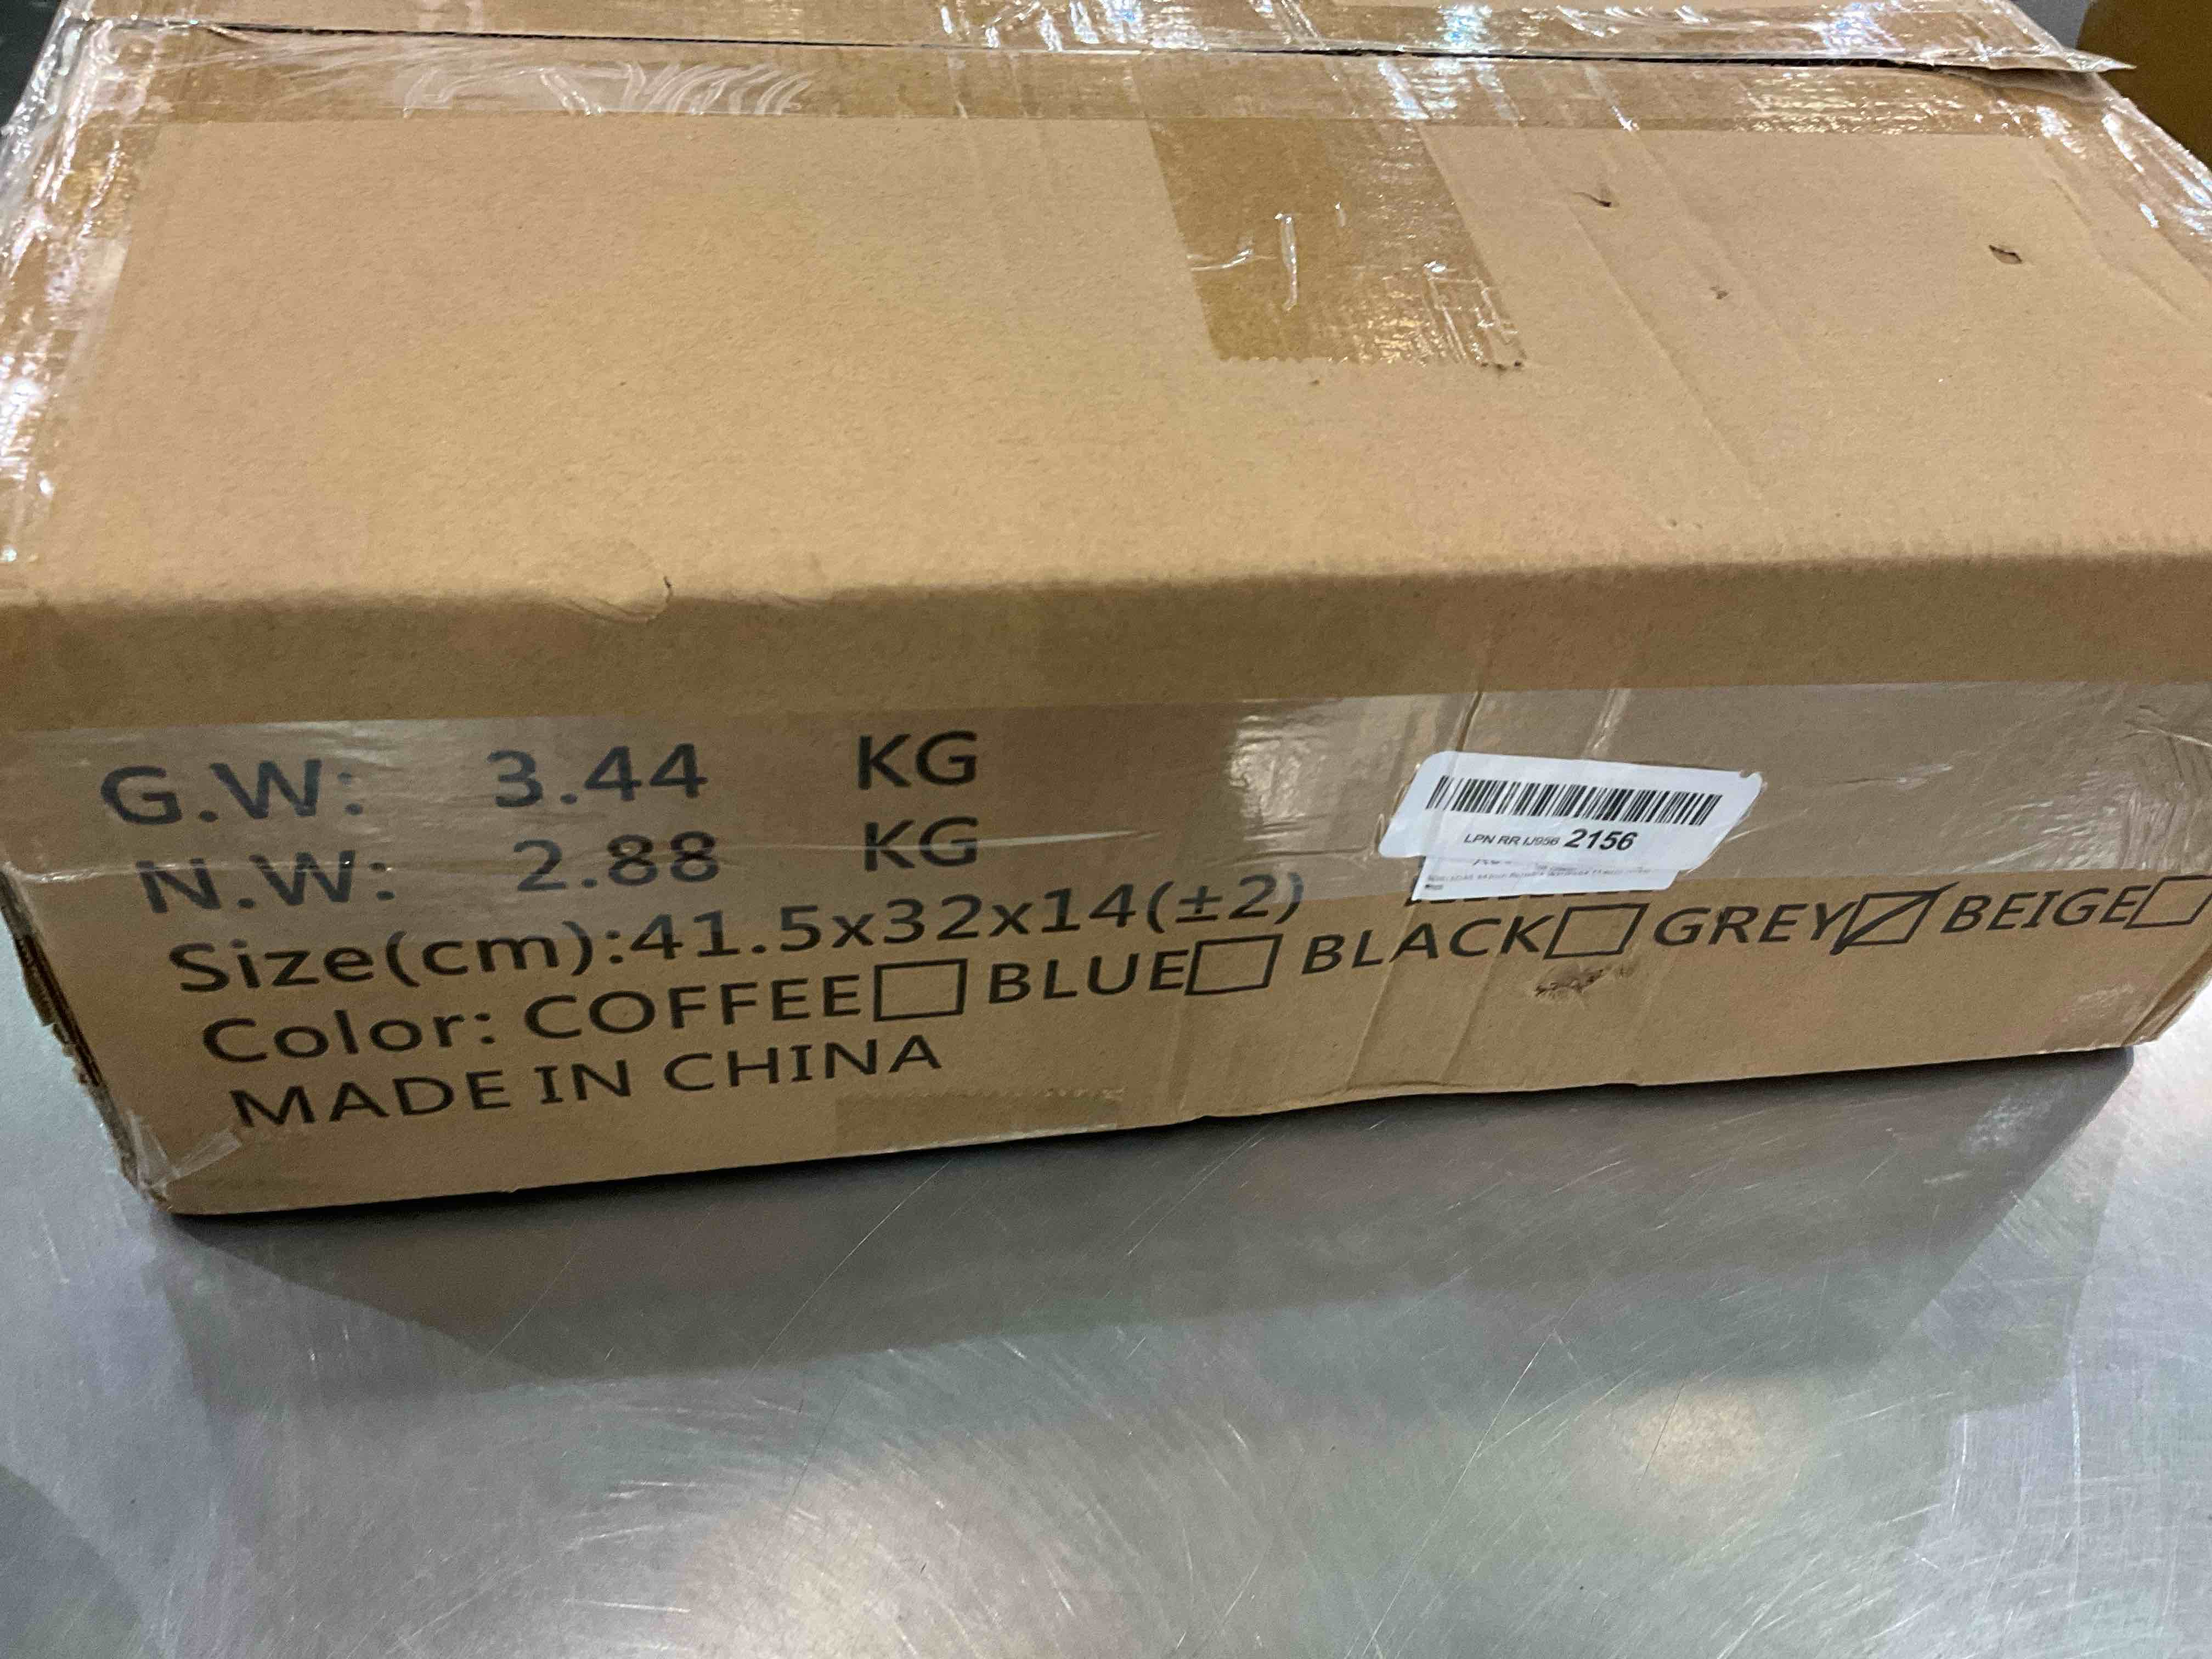 G.W: 3.44 KG
N.W: 2.88 KG
Size(cm):41.5x32x14(±2)
Color: COFFEE☐ BLUE☐ BLACK☐ GREY☑ BEIGE☐
MADE IN CHINA
LPN RR IJ956 2156